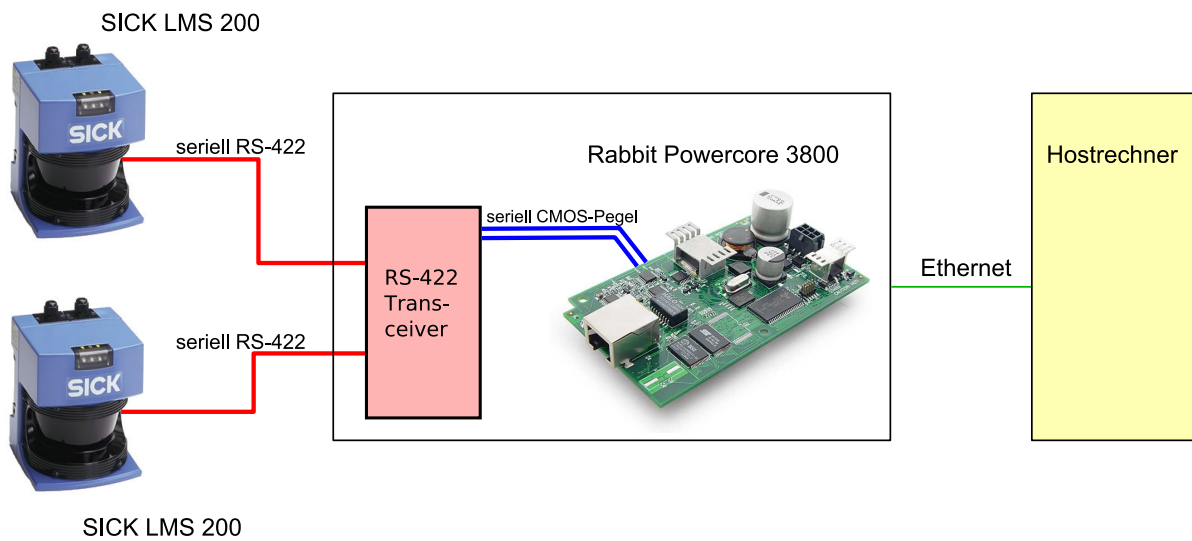 SICK LMS 200
SICK
seriell RS-422
Rabbit Powercore 3800
Hostrechner
seriell CMOS-Pegel
RS-422
Trans-
ceiver
Ethernet
seriell RS-422
SICK
SICK LMS 200